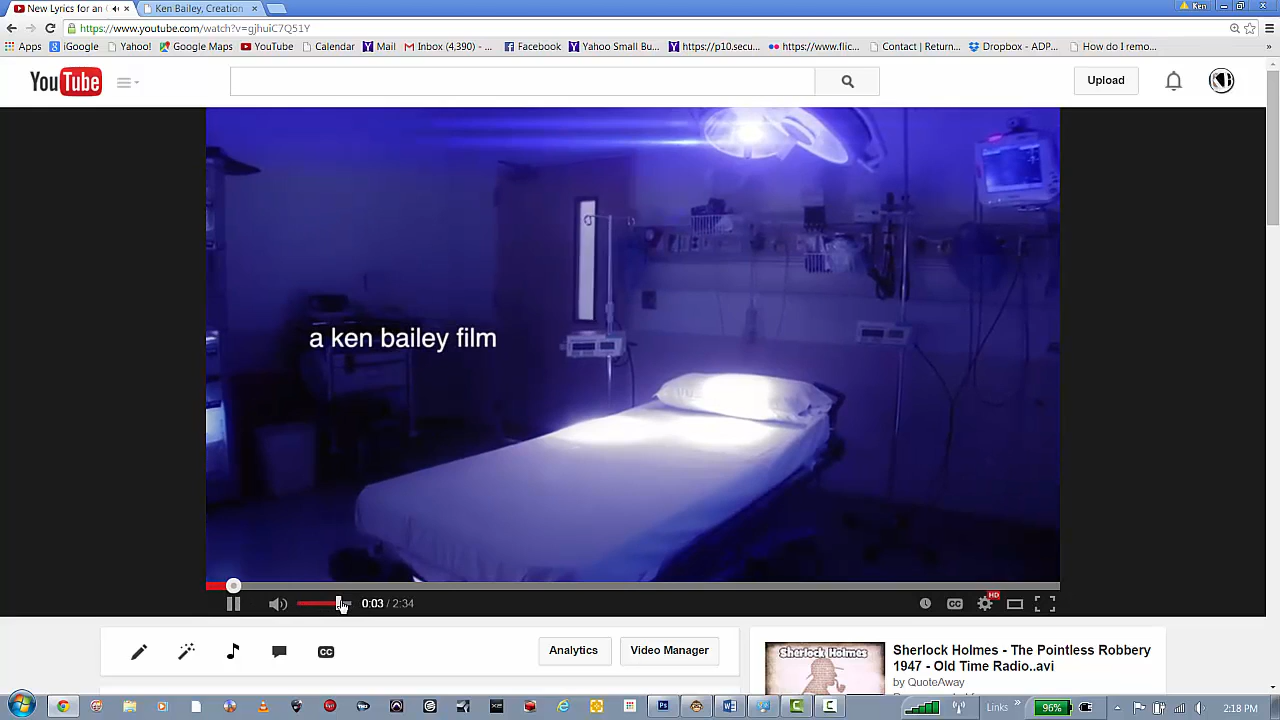 New Lyrics for an
Ken Bailey, Creation
Ken
https://www.youtube.com/watch?v=gjhuiC7Q51Y
Apps
iGoogle
Yahoo!
Google Maps
YouTube
Calendar
Mail
Inbox (4,390) - ...
Facebook
Yahoo Small Bu...
https://p10.secu...
https://www.flic...
Contact | Return...
Dropbox - ADP...
How do I remo...
YouTube
Upload
a ken bailey film
0:03 / 2:34
HD
CC
CC
Analytics
Video Manager
Sherlock Holmes
Sherlock Holmes - The Pointless Robbery
1947 - Old Time Radio..avi
by QuoteAway
Links
96%
2:18 PM